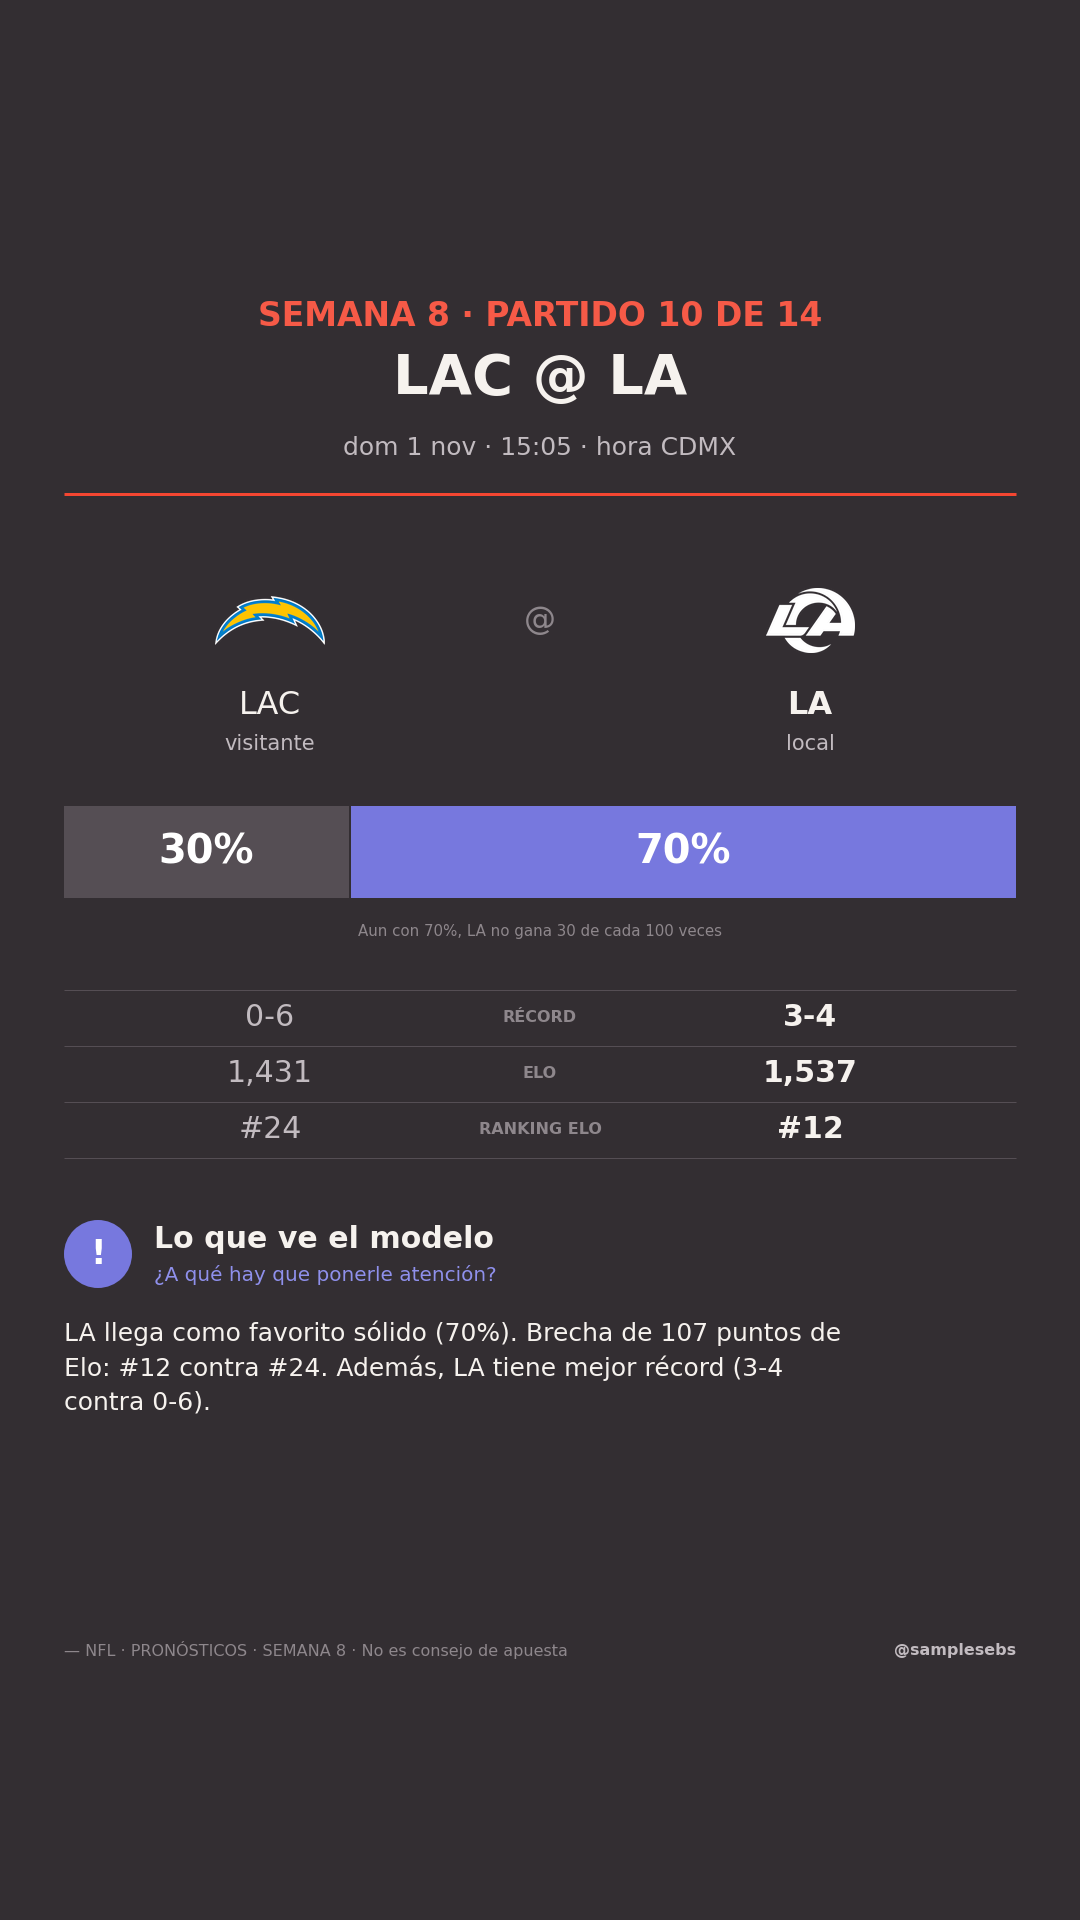 SEMANA 8 · PARTIDO 10 DE 14
LAC @ LA
dom 1 nov · 15:05 · hora CDMX
@
LA
LAC
LA
visitante
local
30%
70%
Aun con 70%, LA no gana 30 de cada 100 veces
0-6 RÉCORD 3-4
1,431 ELO 1,537
#24 RANKING ELO #12
!
Lo que ve el modelo
¿A qué hay que ponerle atención?
LA llega como favorito sólido (70%). Brecha de 107 puntos de
Elo: #12 contra #24. Además, LA tiene mejor récord (3-4
contra 0-6).
— NFL · PRONÓSTICOS · SEMANA 8 · No es consejo de apuesta
@samplesebs